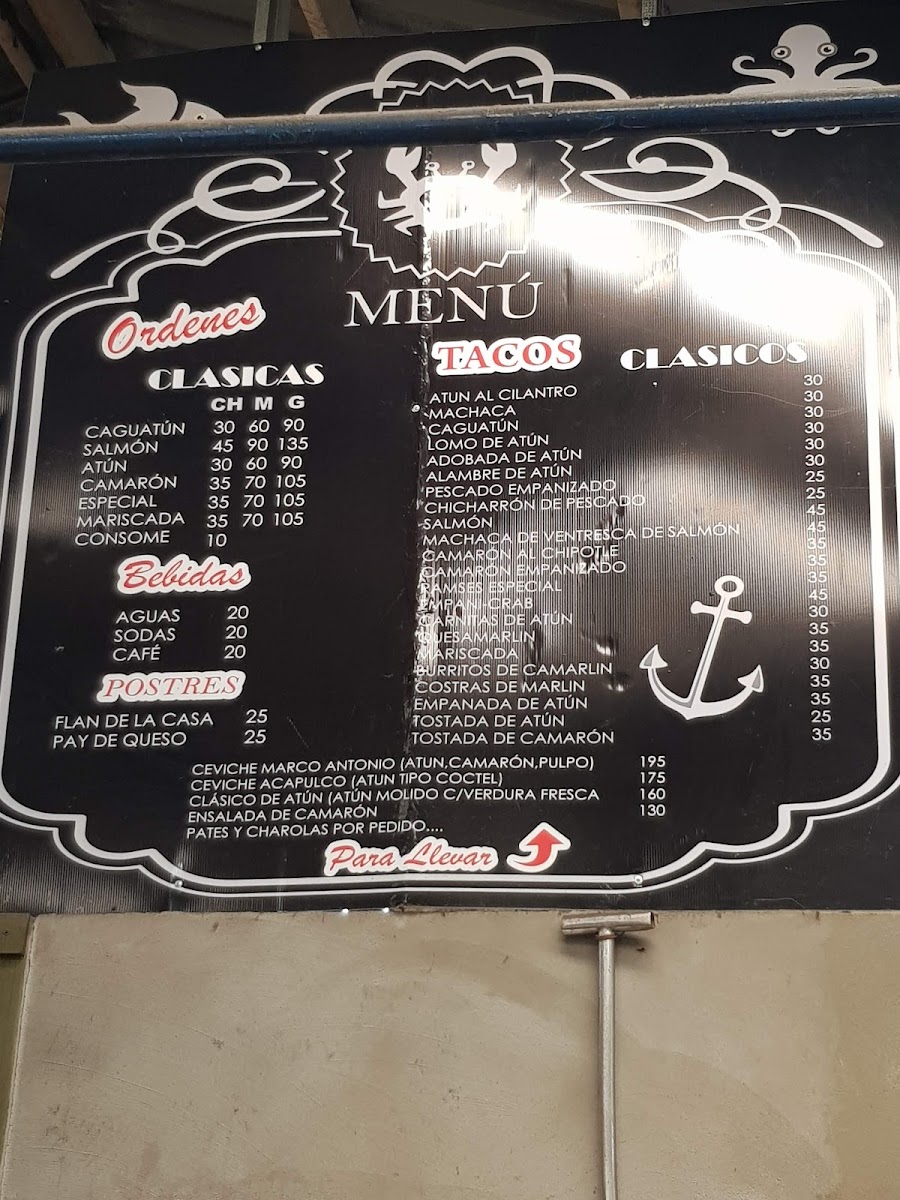 MENÚ
Ordenes
CLASICAS
CH M G
CAGUATÚN 30 60 90
SALMÓN 45 90 135
ATÚN 30 60 90
CAMARÓN 35 70 105
ESPECIAL 35 70 105
MARISCADA 35 70 105
CONSOME 10
Bebidas
AGUAS 20
SODAS 20
CAFÉ 20
POSTRES
FLAN DE LA CASA 25
PAY DE QUESO 25
TACOS CLASICOS
ATUN AL CILANTRO 30
MACHACA 30
CAGUATÚN 30
LOMO DE ATÚN 30
ADOBADA DE ATÚN 30
ALAMBRE DE ATÚN 30
PESCADO EMPANIZADO 25
CHICHARRÓN DE PESCADO 25
SALMÓN 45
MACHACA DE VENTRESCA DE SALMÓN 45
CAMARÓN AL CHIPOTLE 35
CAMARÓN EMPANIZADO 35
RAMSES ESPECIAL 35
EMPANI-CRAB 45
CARNITAS DE ATÚN 30
QUESAMARLIN 35
MARISCADA 35
BURRITOS DE CAMARLIN 30
COSTRAS DE MARLIN 35
EMPANADA DE ATÚN 35
TOSTADA DE ATÚN 25
TOSTADA DE CAMARÓN 35
CEVICHE MARCO ANTONIO (ATUN,CAMARÓN,PULPO) 195
CEVICHE ACAPULCO (ATUN TIPO COCTEL) 175
CLÁSICO DE ATÚN (ATÚN MOLIDO C/VERDURA FRESCA 160
ENSALADA DE CAMARÓN 130
PATES Y CHAROLAS POR PEDIDO....
Para Llevar